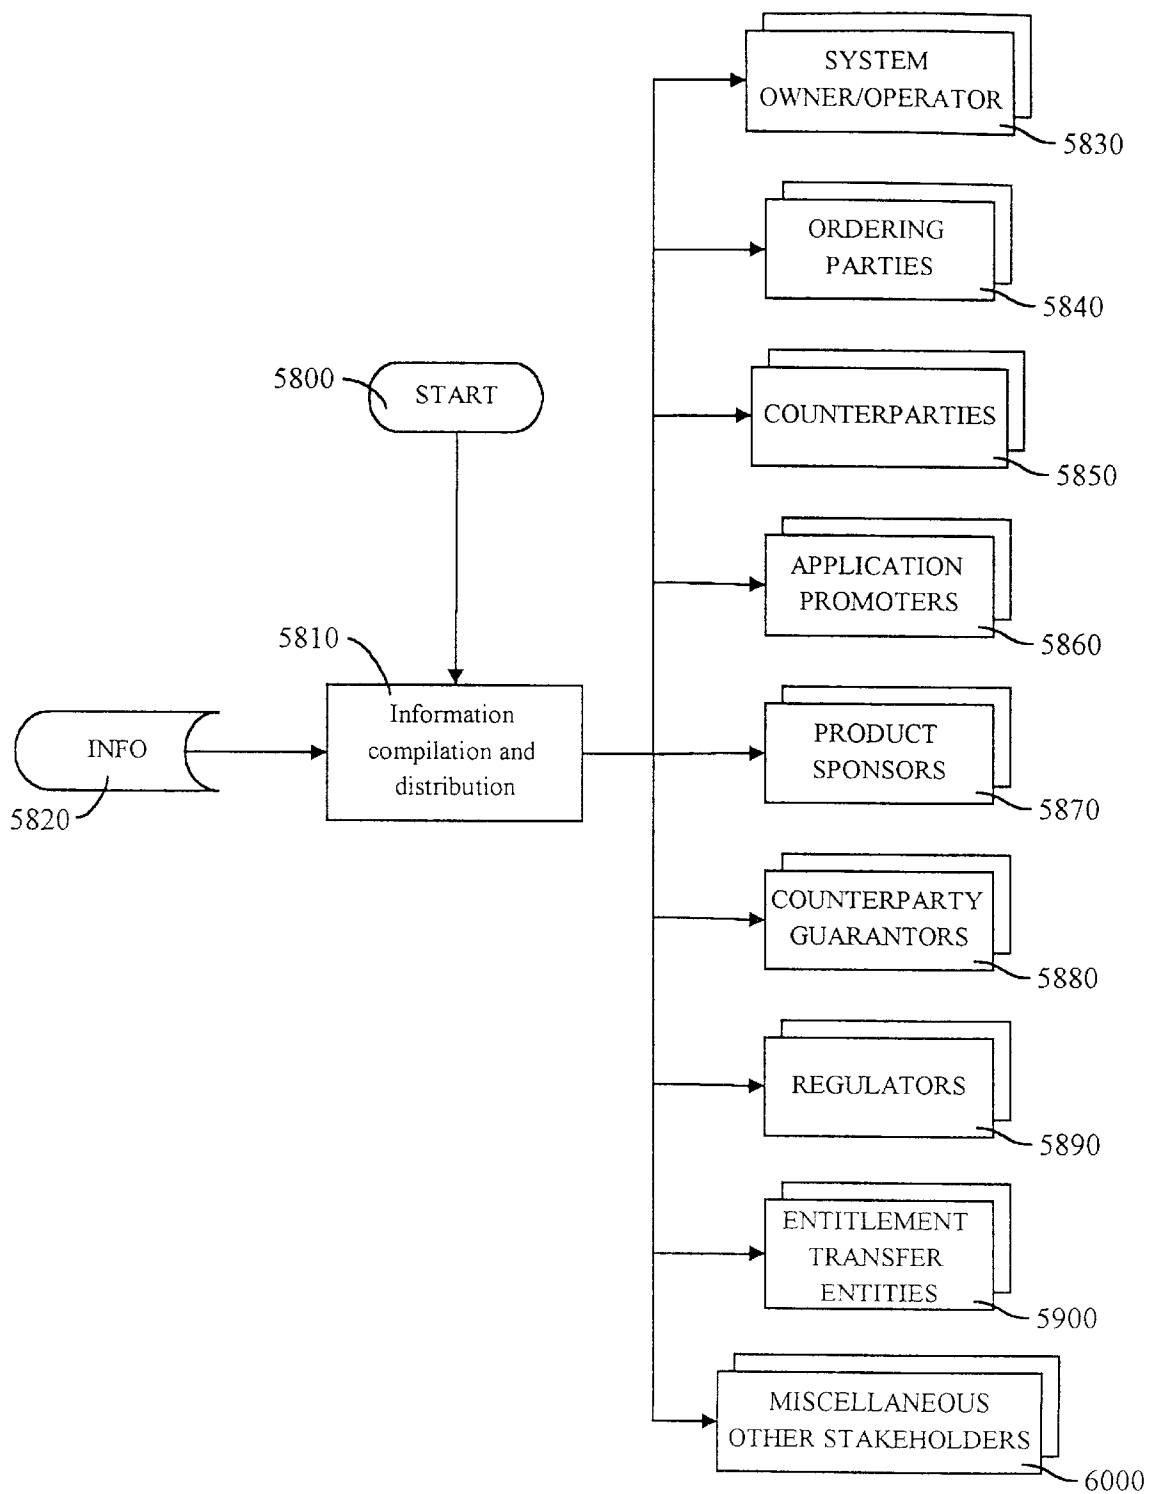 SYSTEM
OWNER/OPERATOR
5830
ORDERING
PARTIES
5840
5800
START
COUNTERPARTIES
5850
APPLICATION
PROMOTERS
5860
5810
Information
compilation and
distribution
INFO
5820
PRODUCT
SPONSORS
5870
COUNTERPARTY
GUARANTORS
5880
REGULATORS
5890
ENTITLEMENT
TRANSFER
ENTITIES
5900
MISCELLANEOUS
OTHER STAKEHOLDERS
6000